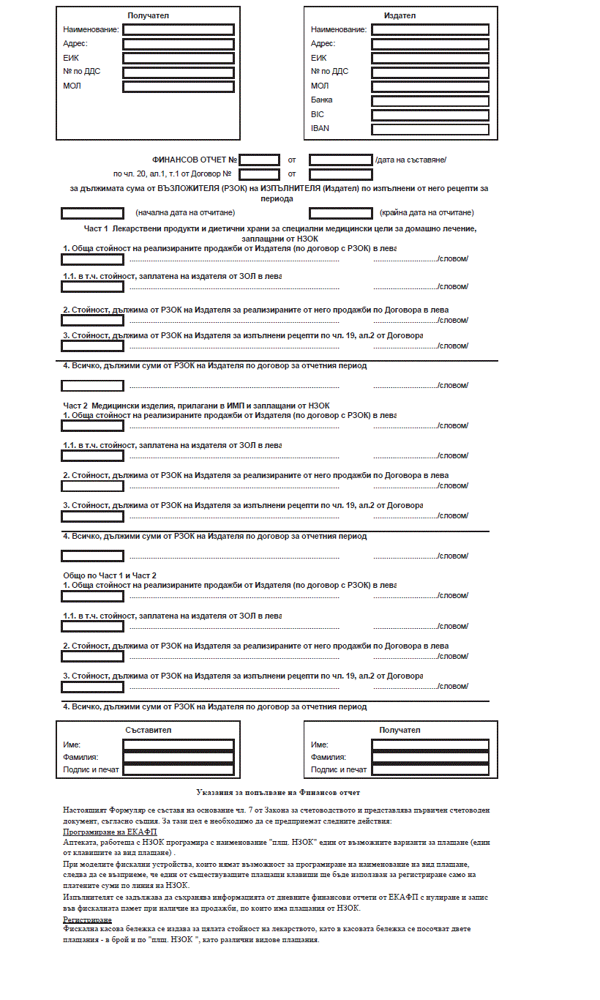 Получател
Наименование:
Адрес:
ЕИК
№ по ДДС
МОЛ
Издател
Наименование:
Адрес:
ЕИК
№ по ДДС
МОЛ
Банка
BIC
IBAN
ФИНАНСОВ ОТЧЕТ № от /дата на съставяне/
по чл. 20, ал.1, т.1 от Договор № от
за дължимата сума от ВЪЗЛОЖИТЕЛЯ (РЗОК) на ИЗПЪЛНИТЕЛЯ (Издател) по изпълнени от него рецепти за
периода
(начална дата на отчитане) (крайна дата на отчитане)
Част 1 Лекарствени продукти и диетични храни за специални медицински цели за домашно лечение,
заплащани от НЗОК
1. Обща стойност на реализираните продажби от Издателя (по договор с РЗОК) в лева
/словом/
1.1. в т.ч. стойност, заплатена на издателя от ЗОЛ в лева
/словом/
2. Стойност, дължима от РЗОК на Издателя за реализираните от него продажби по Договора в лева
/словом/
3. Стойност, дължима от РЗОК на Издателя за изпълнени рецепти по чл. 19, ал.2 от Договора
/словом/
4. Всичко, дължими суми от РЗОК на Издателя по договор за отчетния период
/словом/
Част 2 Медицински изделия, прилагани в ИМП и заплащани от НЗОК
1. Обща стойност на реализираните продажби от Издателя (по договор с РЗОК) в лева
/словом/
1.1. в т.ч. стойност, заплатена на издателя от ЗОЛ в лева
/словом/
2. Стойност, дължима от РЗОК на Издателя за реализираните от него продажби по Договора в лева
/словом/
3. Стойност, дължима от РЗОК на Издателя за изпълнени рецепти по чл. 19, ал.2 от Договора
/словом/
4. Всичко, дължими суми от РЗОК на Издателя по договор за отчетния период
/словом/
Общо по Част 1 и Част 2
1. Обща стойност на реализираните продажби от Издателя (по договор с РЗОК) в лева
/словом/
1.1. в т.ч. стойност, заплатена на издателя от ЗОЛ в лева
/словом/
2. Стойност, дължима от РЗОК на Издателя за реализираните от него продажби по Договора в лева
/словом/
3. Стойност, дължима от РЗОК на Издателя за изпълнени рецепти по чл. 19, ал.2 от Договора
/словом/
4. Всичко, дължими суми от РЗОК на Издателя по договор за отчетния период
Съставител
Име:
Фамилия:
Подпис и печат
Получател
Име:
Фамилия:
Подпис и печат
Указания за попълване на Финансов отчет
Настоящият Формуляр се съставя на основание чл. 7 от Закона за счетоводството и представлява първичен счетоводен
документ, съгласно същия. За тази цел е необходимо да се предприемат следните действия:
Програмиране на ЕКАФП
Аптеката, работеща с НЗОК програмира с наименование "плщ. НЗОК" един от възможните варианти за плащане (един
от клавишите за вид плащане) .
При моделите фискални устройства, които нямат възможност за програмиране на наименование на вид плащане,
следва да се възприеме, че един от съществуващите плащащи клавиши ще бъде използван за регистриране само на
платените суми по линия на НЗОК.
Изпълнителят се задължава да съхранява информацията от дневните финансови отчети от ЕКАФП с нулиране и запис
във фискалната памет при наличие на продажби, по които има плащания от НЗОК.
Регистриране
Фискална касова бележка се издава за цялата стойност на лекарството, като в касовата бележка се посочват двете
плащания - в брой и по "плщ. НЗОК ", като различни видове плащания.